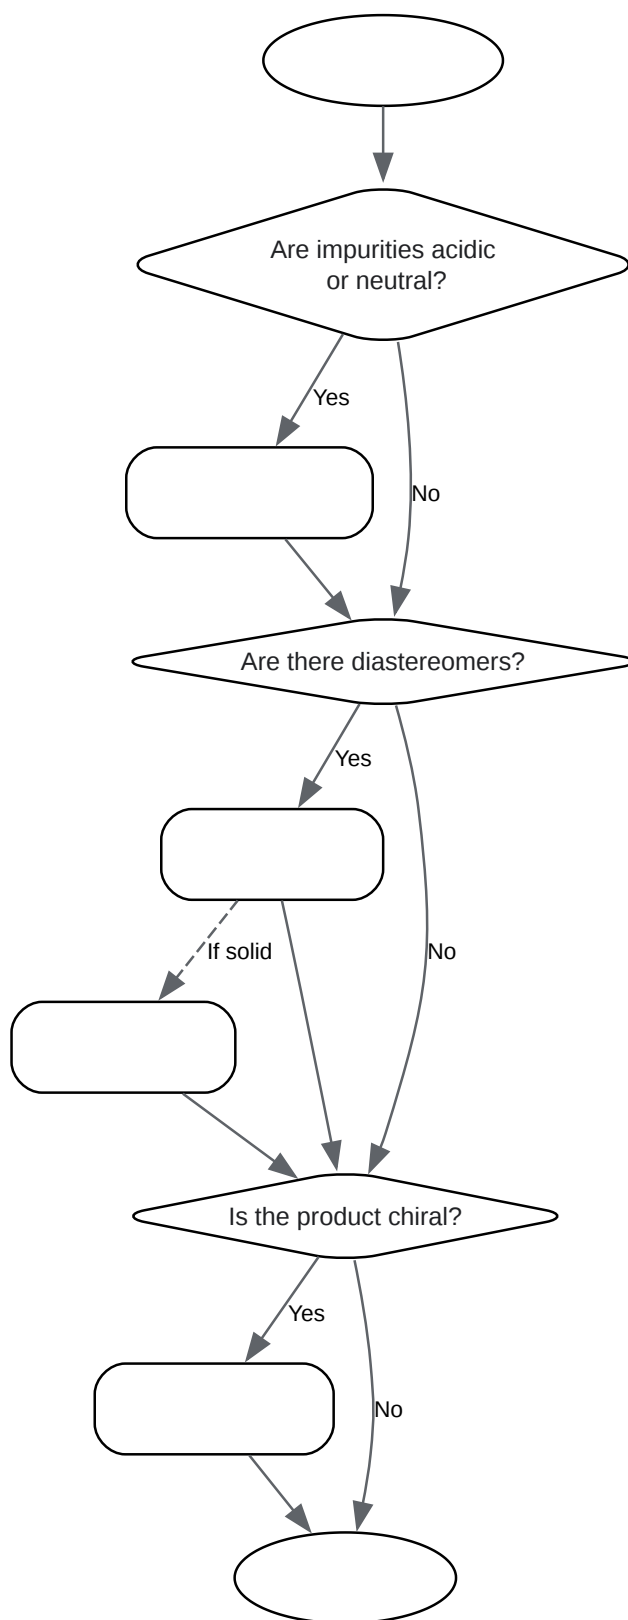 Are impurities acidic
or neutral?
Yes
No
Are there diastereomers?
Yes
If solid
No
Is the product chiral?
Yes
No